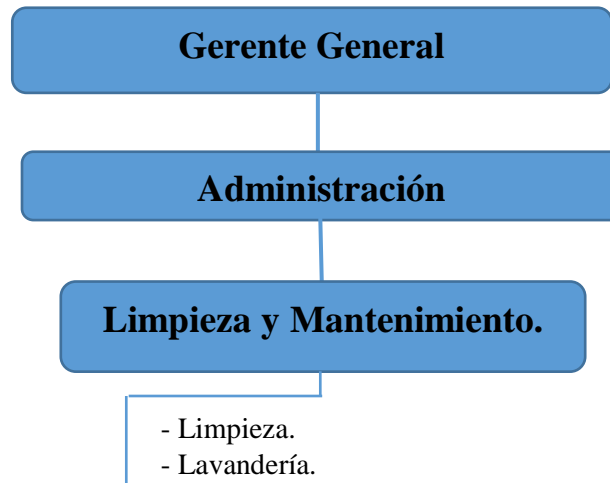 Gerente General
Administración
Limpieza y Mantenimiento.
- Limpieza.
- Lavandería.